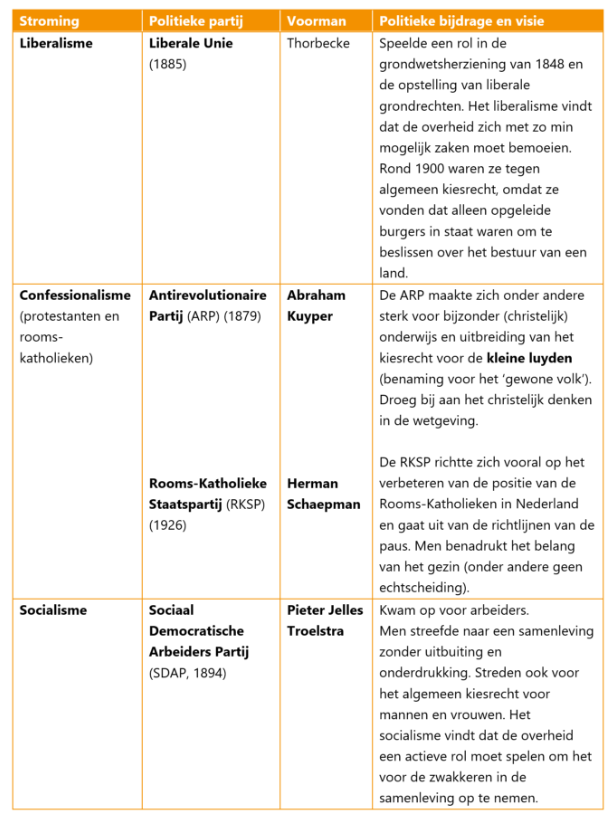 Stroming Politieke partij Voorman Politieke bijdrage en visie
Liberalisme
Liberale Unie
(1885)
Thorbecke
Speelde een rol in de
grondwetsherziening van 1848 en
de opstelling van liberale
grondrechten. Het liberalisme vindt
dat de overheid zich met zo min
mogelijk zaken moet bemoeien.
Rond 1900 waren ze tegen
algemeen kiesrecht, omdat ze
vonden dat alleen opgeleide
burgers in staat waren om te
beslissen over het bestuur van een
land.
Confessionalisme
(protestanten en
rooms-
katholieken)
Antirevolutionaire
Partij (ARP) (1879)
Abraham
Kuyper
De ARP maakte zich onder andere
sterk voor bijzonder (christelijk)
onderwijs en uitbreiding van het
kiesrecht voor de kleine luyden
(benaming voor het ‘gewone volk’).
Droeg bij aan het christelijk denken
in de wetgeving.
Rooms-Katholieke
Staatspartij (RKSP)
(1926)
Herman
Schaepman
De RKSP richtte zich vooral op het
verbeteren van de positie van de
Rooms-Katholieken in Nederland
en gaat uit van de richtlijnen van de
paus. Men benadrukt het belang
van het gezin (onder andere geen
echtscheiding).
Socialisme
Sociaal
Democratische
Arbeiders Partij
(SDAP, 1894)
Pieter Jelles
Troelstra
Kwam op voor arbeiders.
Men streefde naar een samenleving
zonder uitbuiting en
onderdrukking. Streden ook voor
het algemeen kiesrecht voor
mannen en vrouwen. Het
socialisme vindt dat de overheid
een actieve rol moet spelen om het
voor de zwakkeren in de
samenleving op te nemen.